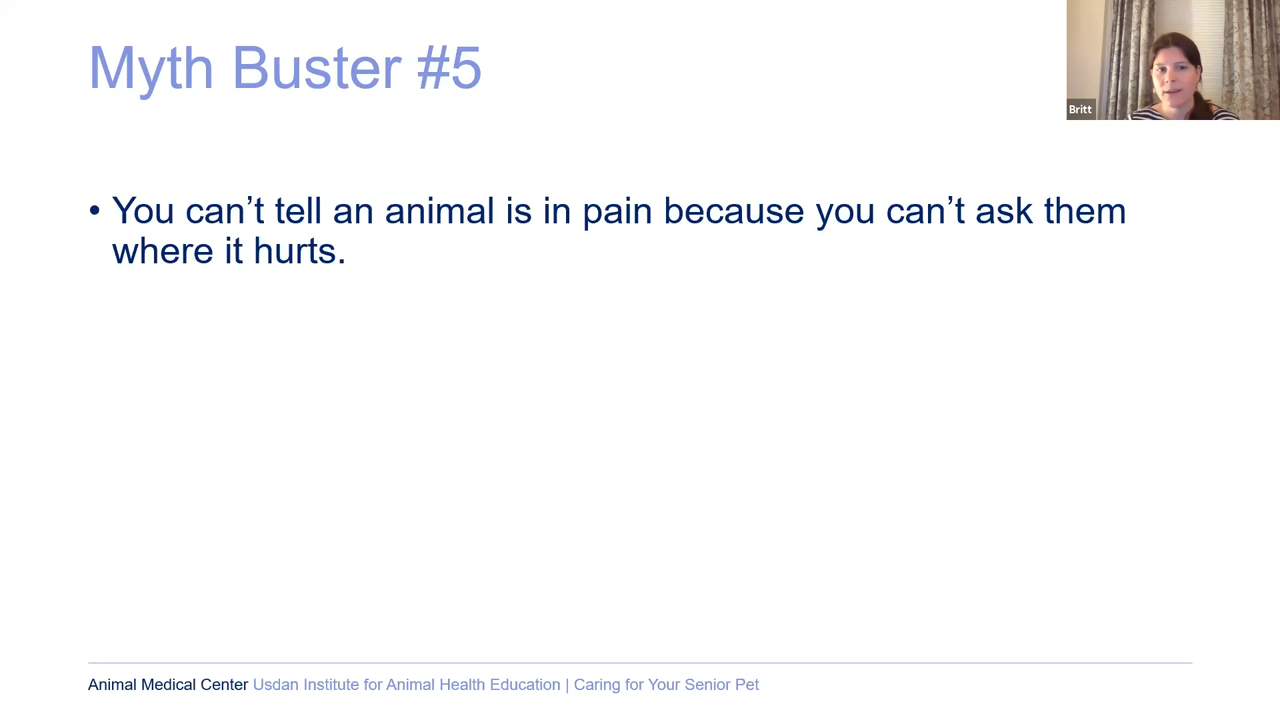 Myth Buster #5
Britt
• You can’t tell an animal is in pain because you can’t ask them
where it hurts.
Animal Medical Center Usdan Institute for Animal Health Education | Caring for Your Senior Pet